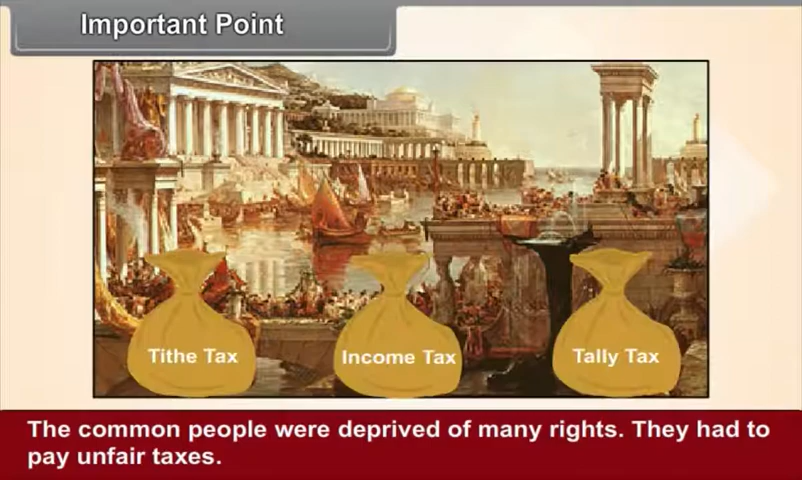 Important Point
Tithe Tax
Income Tax
Tally Tax
The common people were deprived of many rights. They had to
pay unfair taxes.